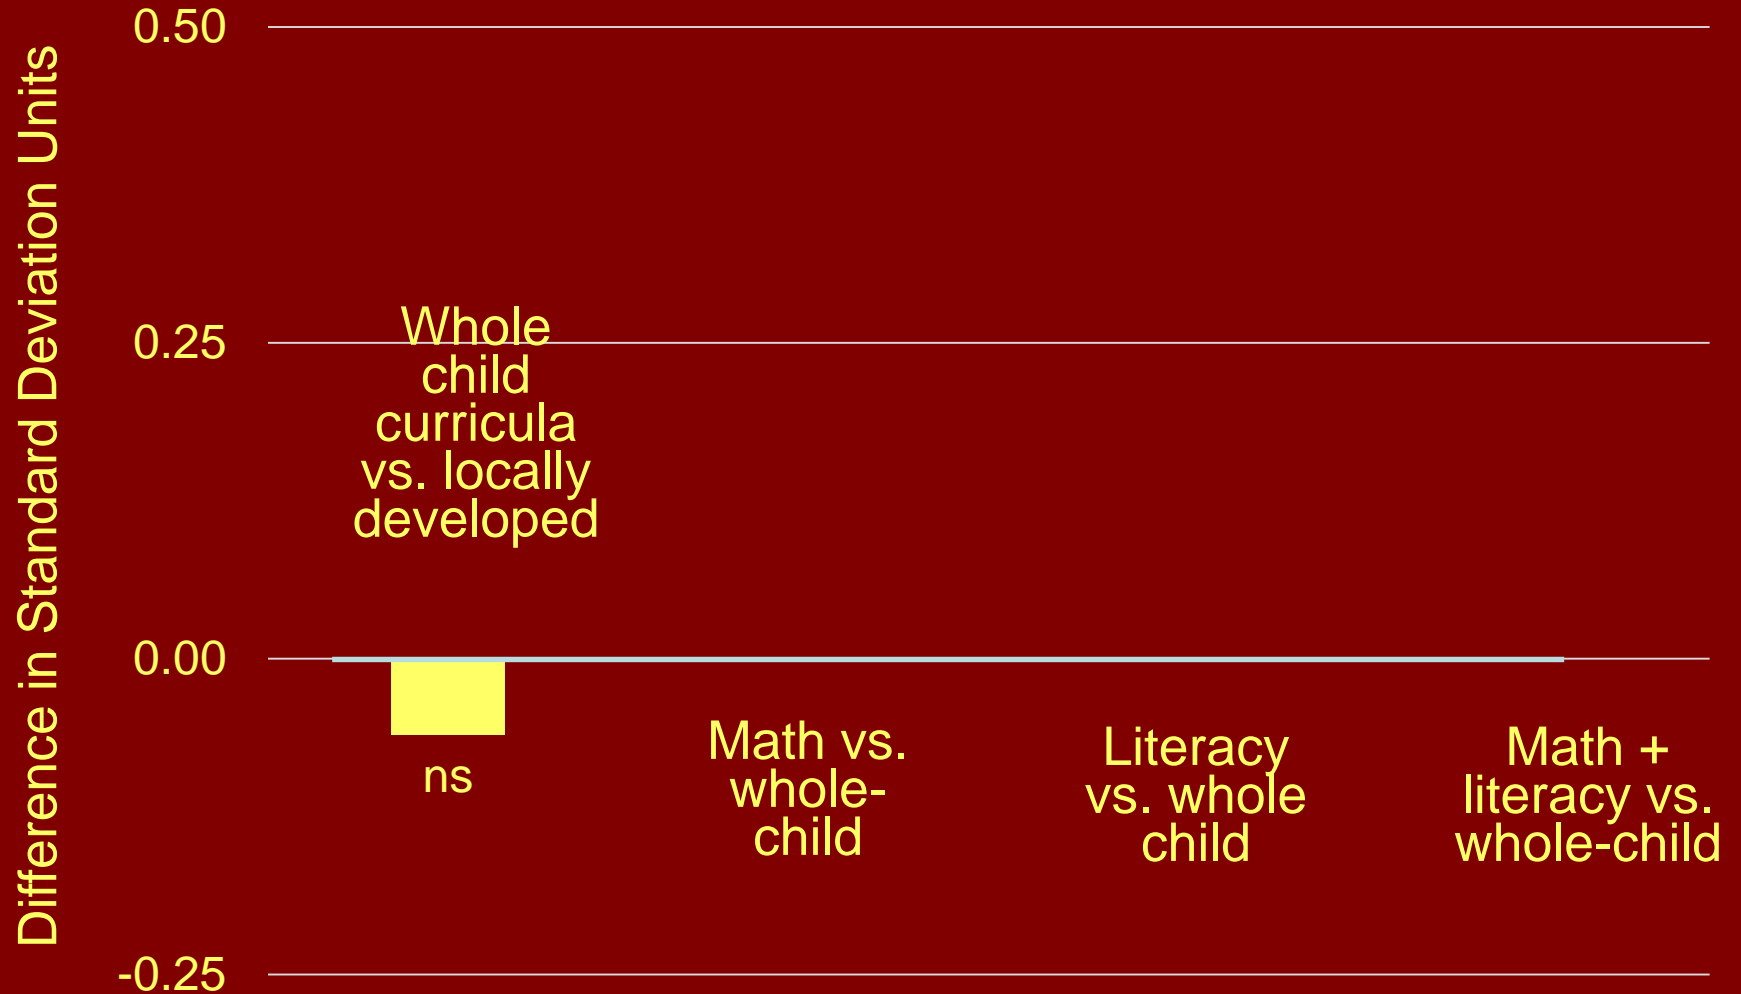 Difference in Standard Deviation Units
0.50
0.25
0.00
-0.25
Whole
child
curricula
vs. locally
developed
ns
Math vs.
whole-
child
Literacy
vs. whole
child
Math +
literacy vs.
whole-child